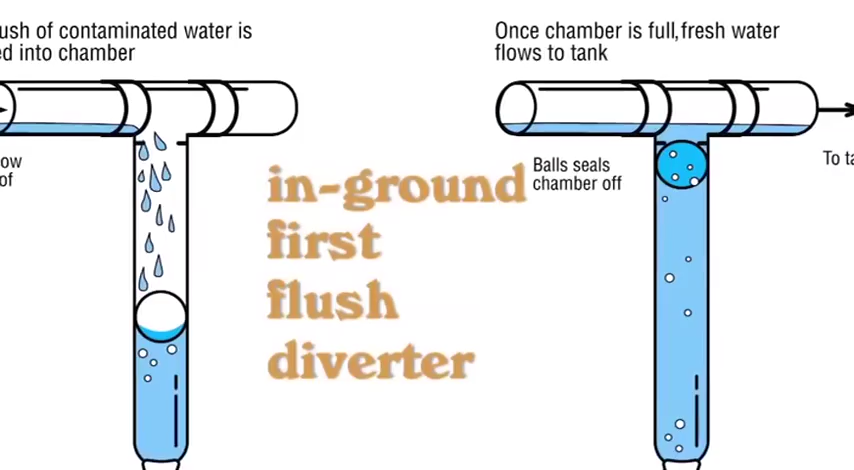 ush of contaminated water is
ed into chamber
ow
of
in-ground
first
flush
diverter
Once chamber is full, fresh water
flows to tank
Balls seals
chamber off
To ta